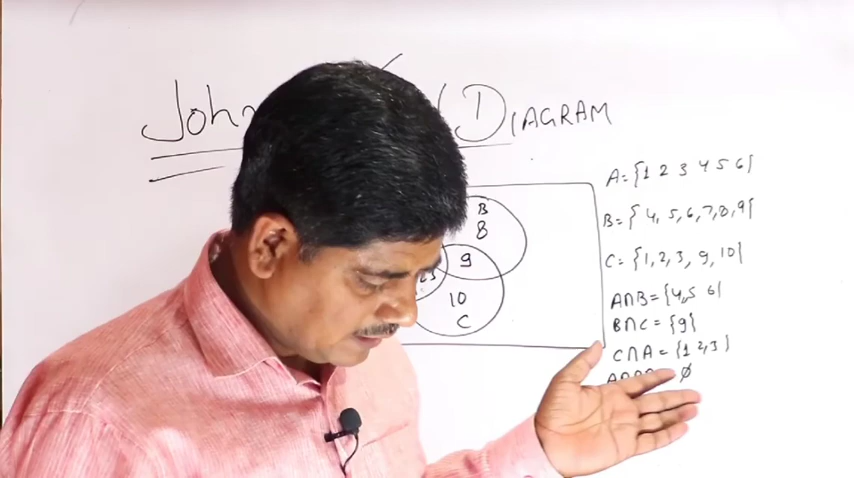 John DIAGRAM
A={1 2 3 4 5 6}
B={4, 5, 6, 7, 8, 9}
C={1, 2, 3, 9, 10}
A∩B={4,5 6}
B∩C={9}
C∩A={1 2,3}
∅
B
8
9
10
C